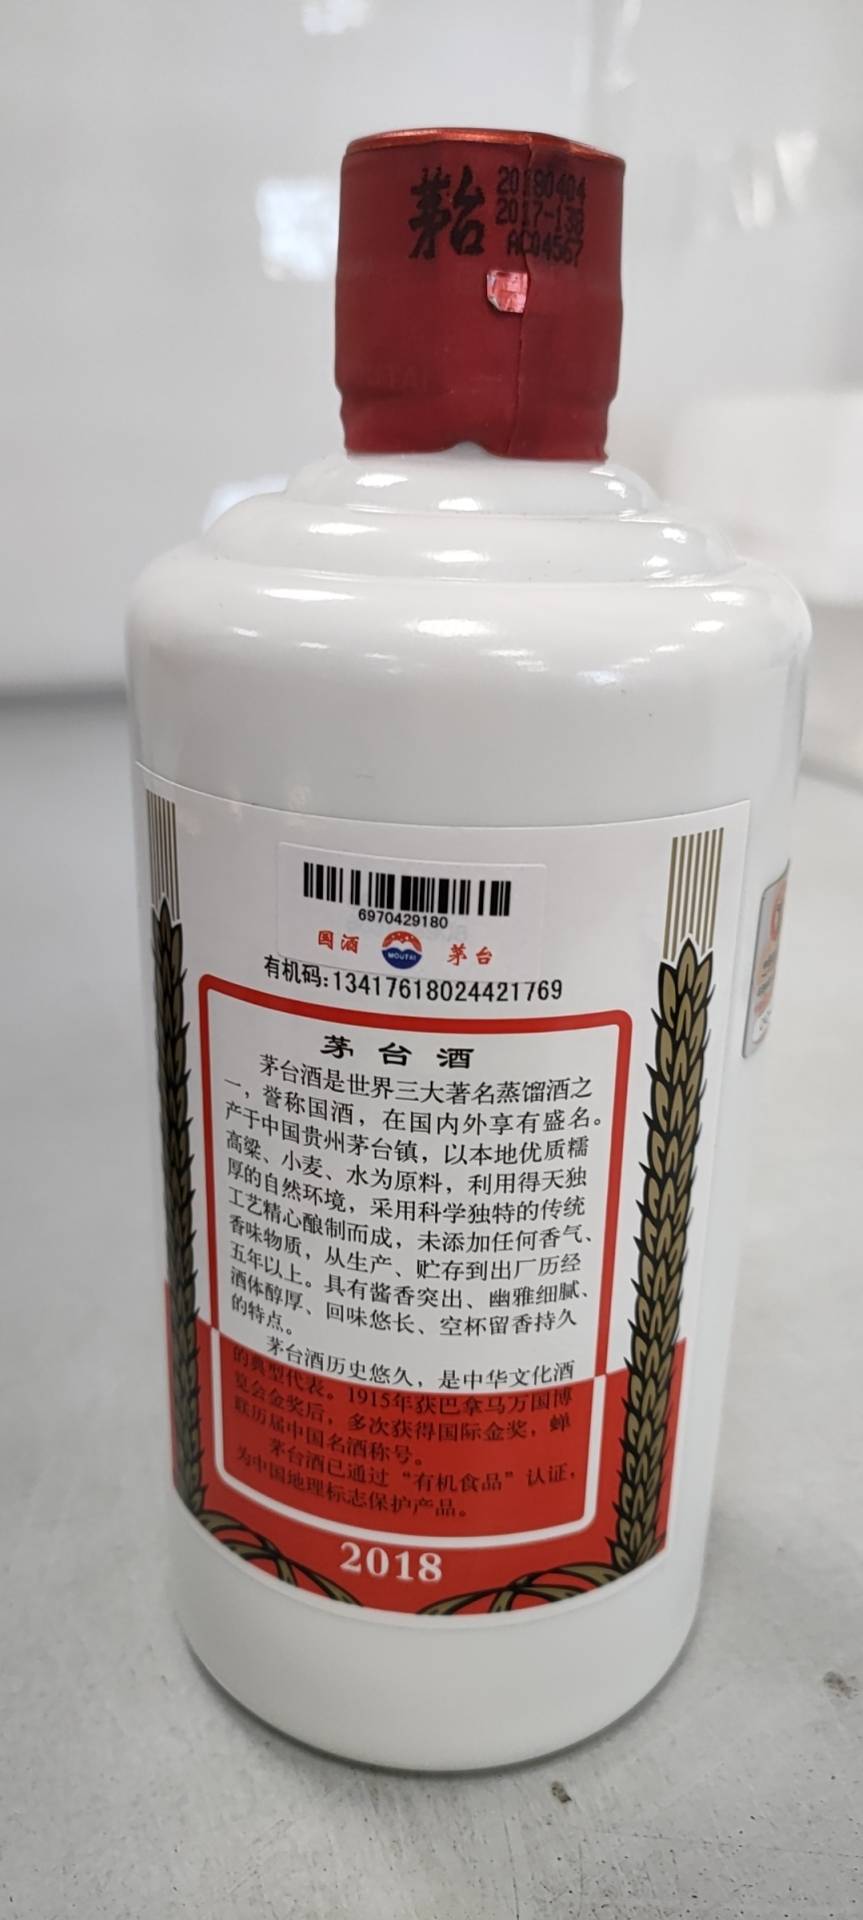 茅台
20180404
2017-138
AC04567
6970429180
国酒 MOUTAI 茅台
有机码:13417618024421769
茅台酒
茅台酒是世界三大著名蒸馏酒之
一，誉称国酒，在国内外享有盛名。
产于中国贵州茅台镇，以本地优质糯
高粱、小麦、水为原料，利用得天独
厚的自然环境，采用科学独特的传统
工艺精心酿制而成，未添加任何香气、
香味物质，从生产、贮存到出厂历经
五年以上。具有酱香突出、幽雅细腻、
酒体醇厚、回味悠长、空杯留香持久
的特点。
茅台酒历史悠久，是中华文化酒
的典型代表。1915年获巴拿马万国博
览会金奖后，多次获得国际金奖，蝉
联历届中国名酒称号。
茅台酒已通过“有机食品”认证，
为中国地理标志保护产品。
2018